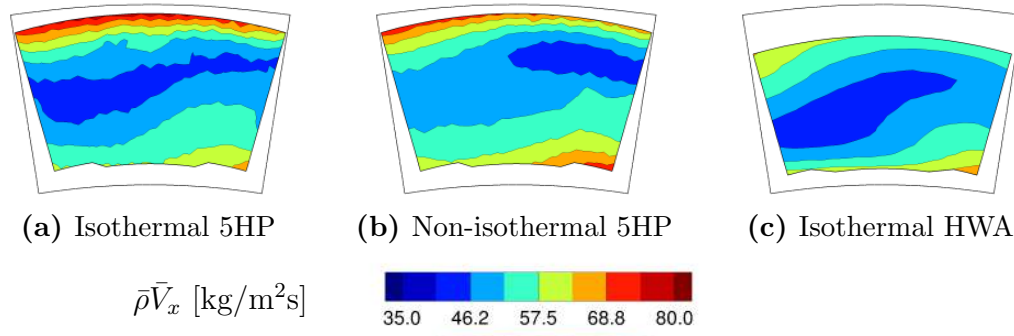 (a) Isothermal 5HP (b) Non-isothermal 5HP (c) Isothermal HWA
ρ̄V̄ₓ [kg/m²s]
35.0 46.2 57.5 68.8 80.0